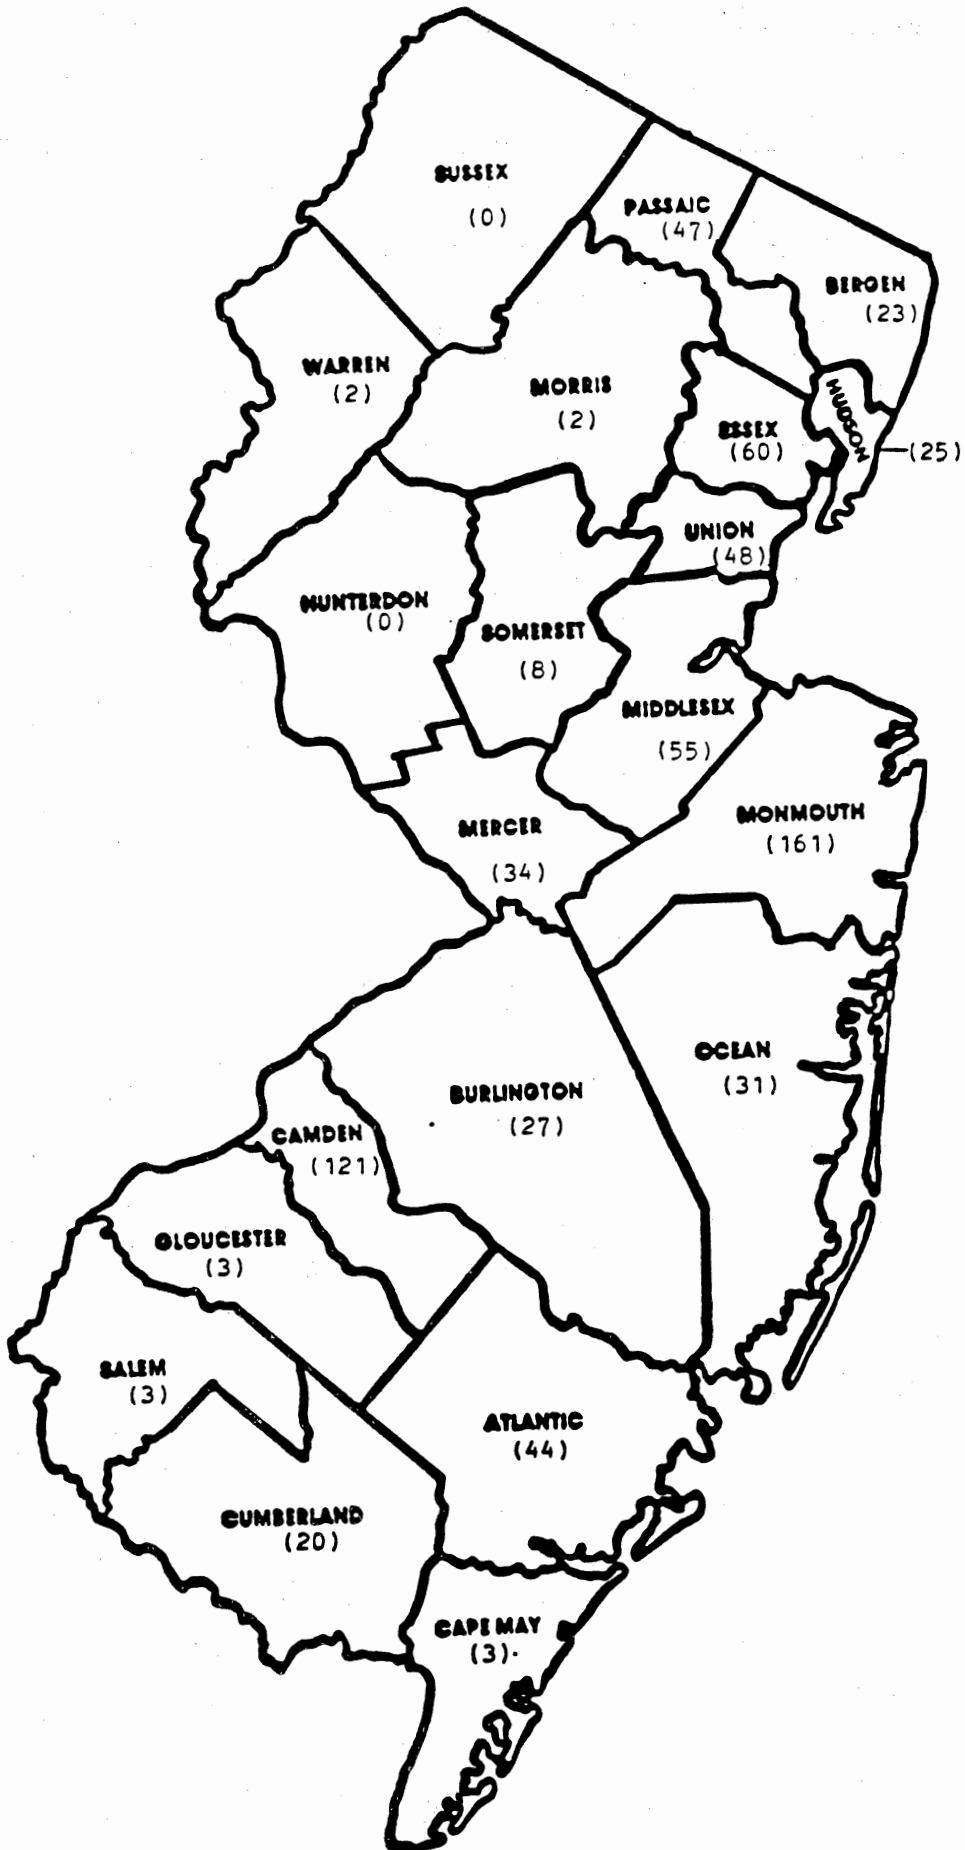 SUSSEX
(0)
PASSAIC
(47)
BERGEN
(23)
WARREN
(2)
MORRIS
(2)
HUDSON
(25)
ESSEX
(60)
UNION
(48)
HUNTERDON
(0)
SOMERSET
(8)
MIDDLESEX
(55)
MONMOUTH
(161)
MERCER
(34)
OCEAN
(31)
BURLINGTON
(27)
CAMDEN
(121)
GLOUCESTER
(3)
SALEM
(3)
ATLANTIC
(44)
CUMBERLAND
(20)
CAPE MAY
(3)